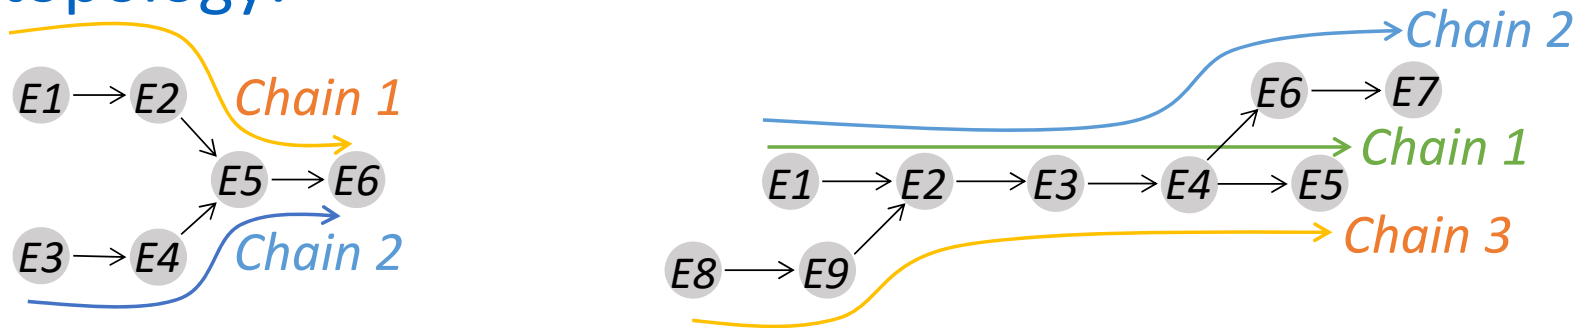 topology.
E1 E2 Chain 1
E5 E6
E3 E4 Chain 2
Chain 2
E6 E7
Chain 1
E1 E2 E3 E4 E5
Chain 3
E8 E9